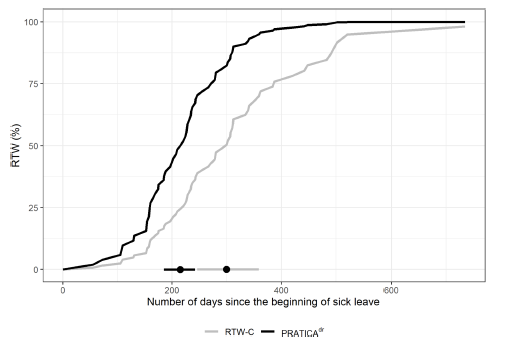 100
75
50
25
0
RTW (%)
0
200
400
600
Number of days since the beginning of sick leave
RTW-C
PRATICAdr